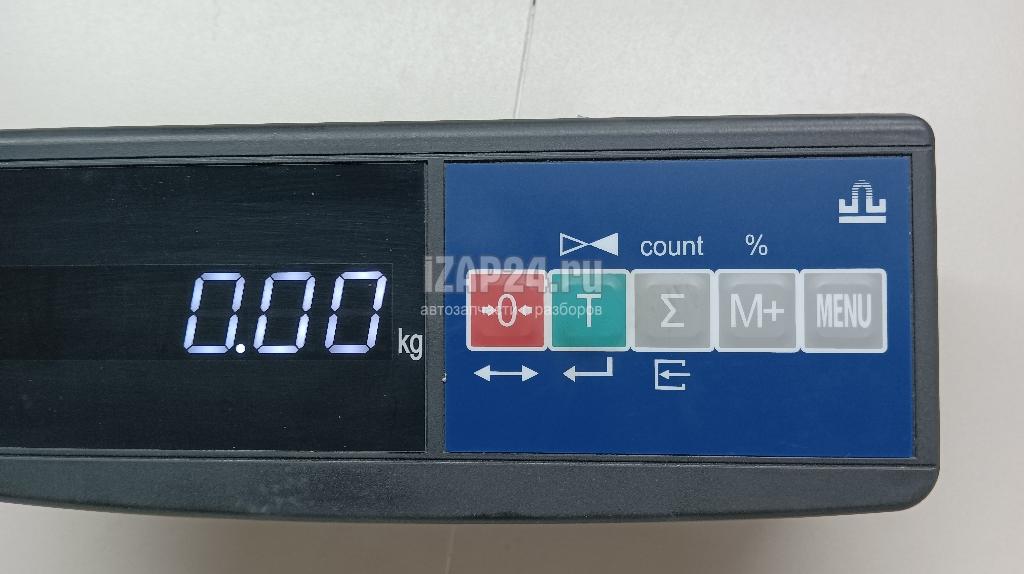 count %
iZAP24.ru
→0← T Σ M+ MENU
автозапчасти разборов
0.00 kg